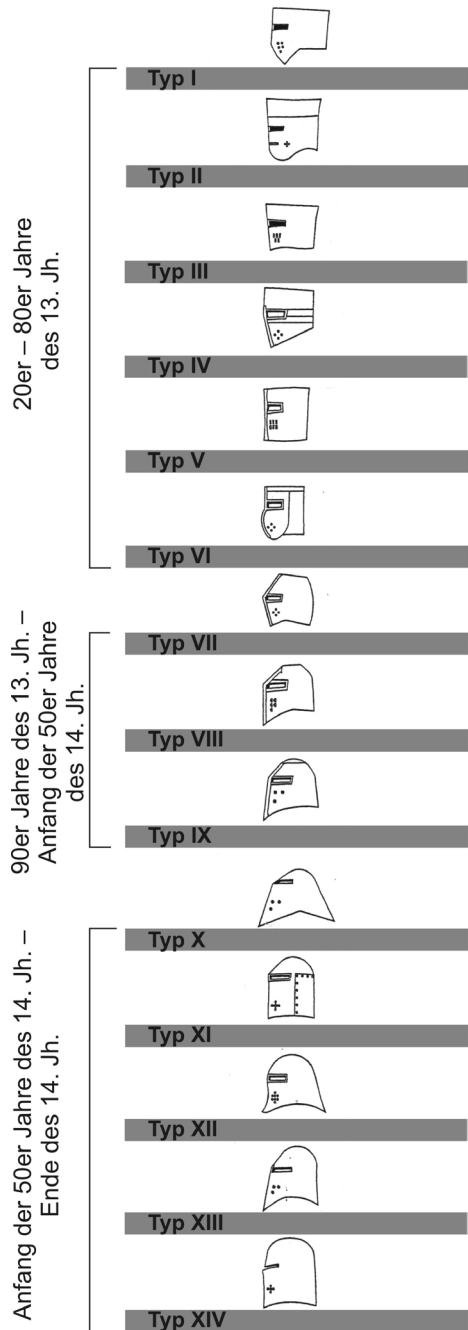 Typ I
Typ II
Typ III
Typ IV
Typ V
Typ VI
20er – 80er Jahre
des 13. Jh.
Typ VII
Typ VIII
Typ IX
90er Jahre des 13. Jh. –
Anfang der 50er Jahre
des 14. Jh.
Typ X
Typ XI
Typ XII
Typ XIII
Typ XIV
Anfang der 50er Jahre des 14. Jh. –
Ende des 14. Jh.